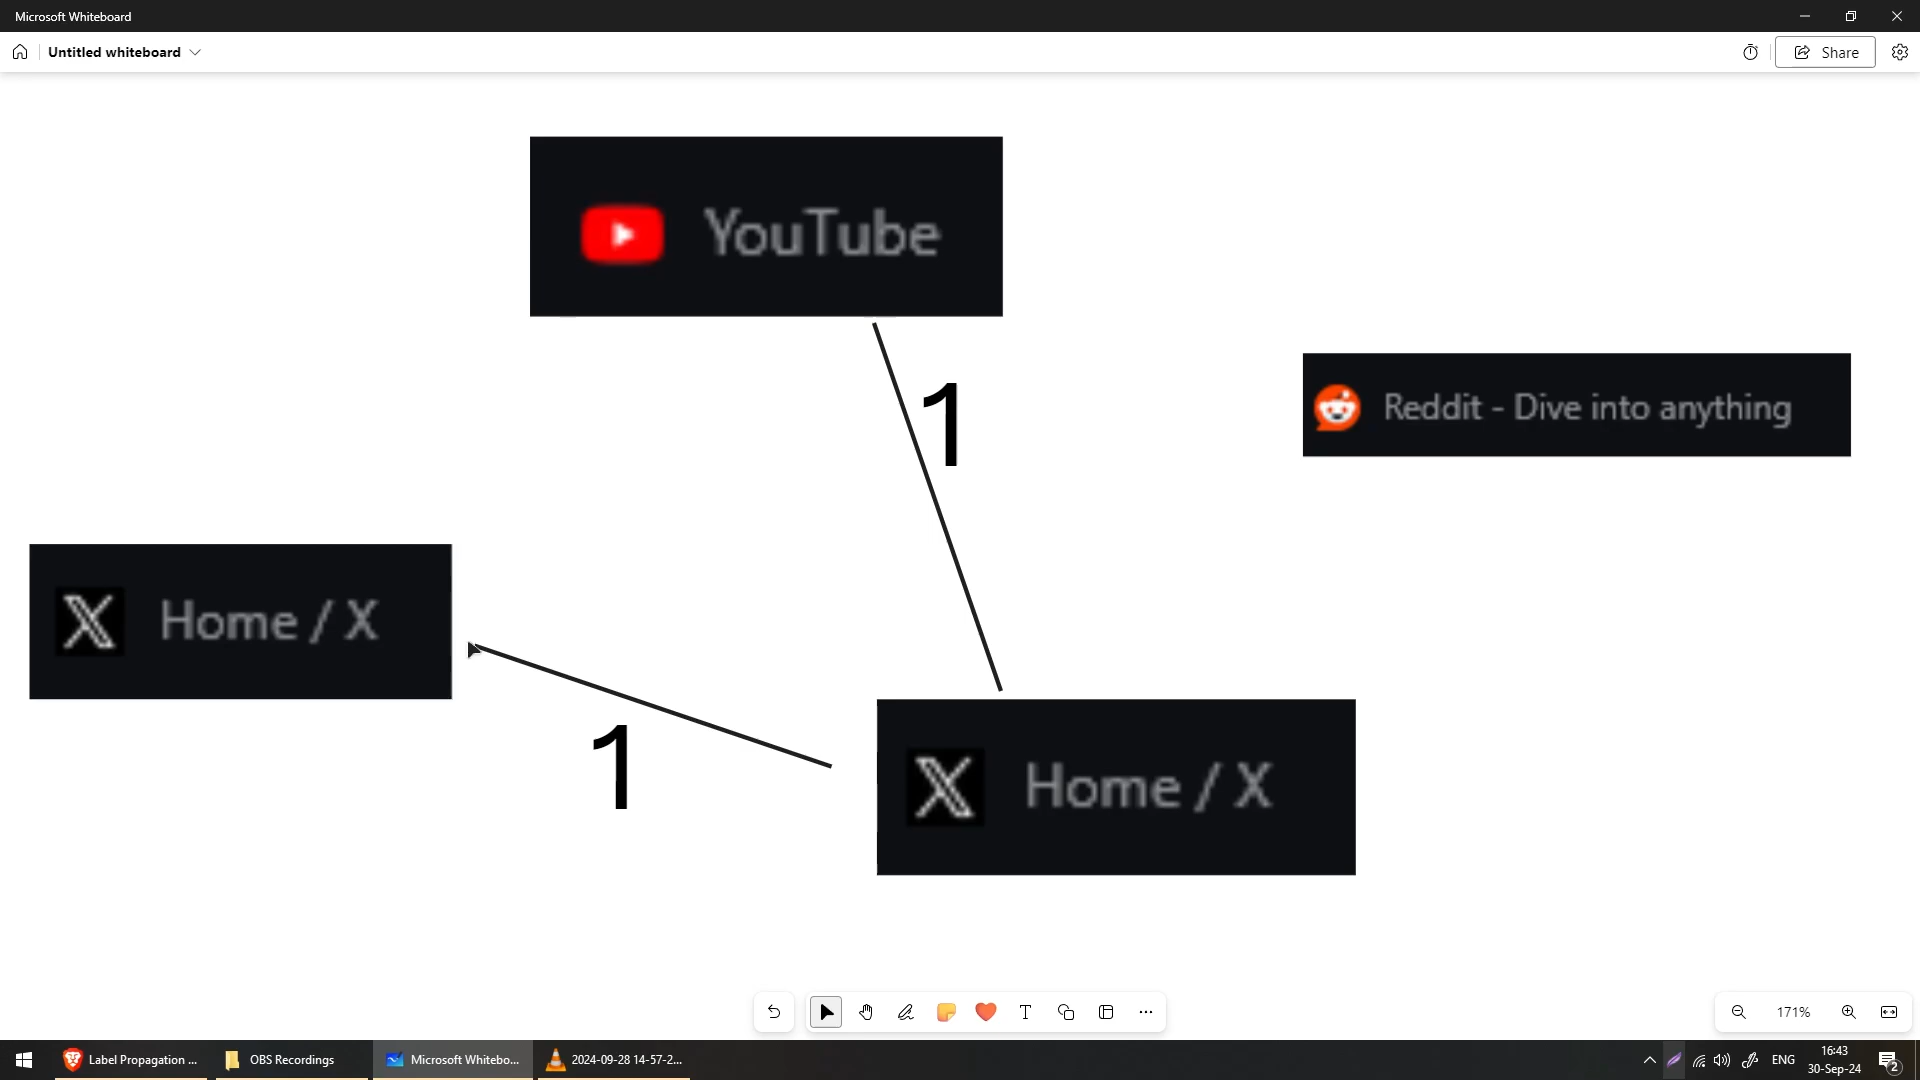 Microsoft Whiteboard
Untitled whiteboard
Share
YouTube
1
Reddit - Dive into anything
Home / X
1
Home / X
171%
Label Propagation ...
OBS Recordings
Microsoft Whitebo...
2024-09-28 14-57-2...
ENG
16:43
30-Sep-24
2